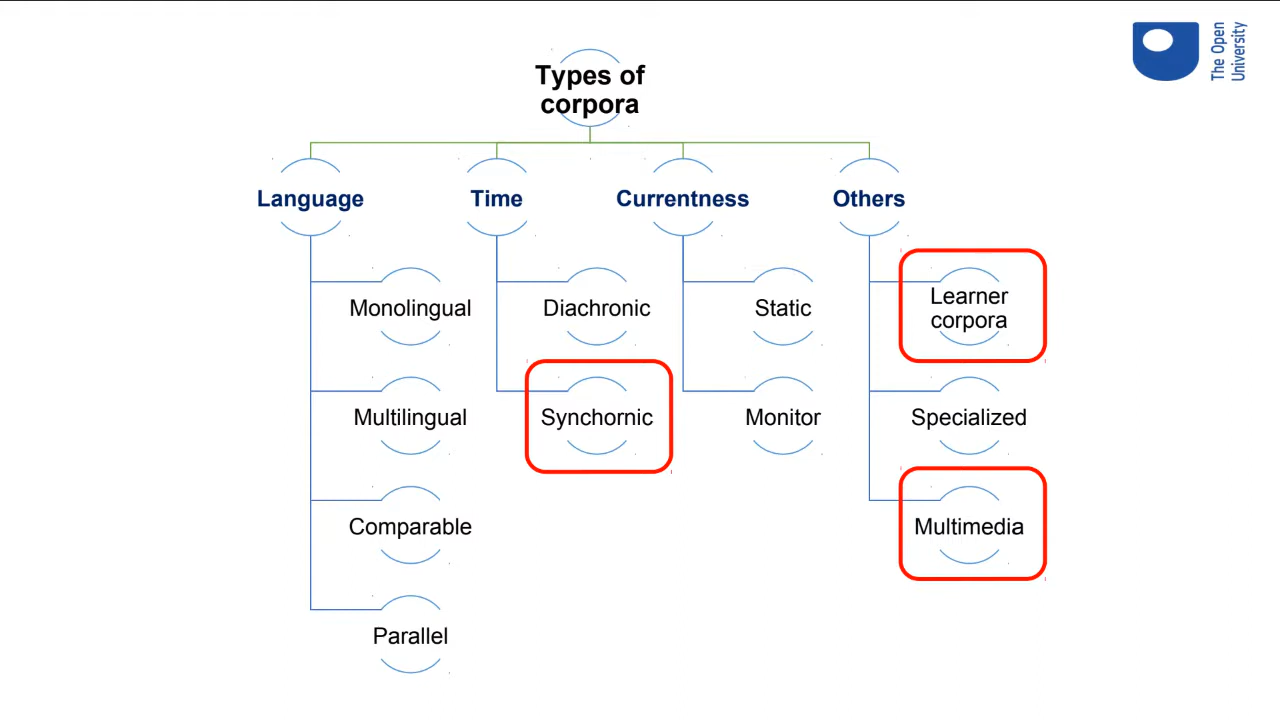 The Open
University
Types of
corpora
Language
Time
Currentness
Others
Monolingual
Diachronic
Static
Learner
corpora
Multilingual
Synchornic
Monitor
Specialized
Comparable
Multimedia
Parallel